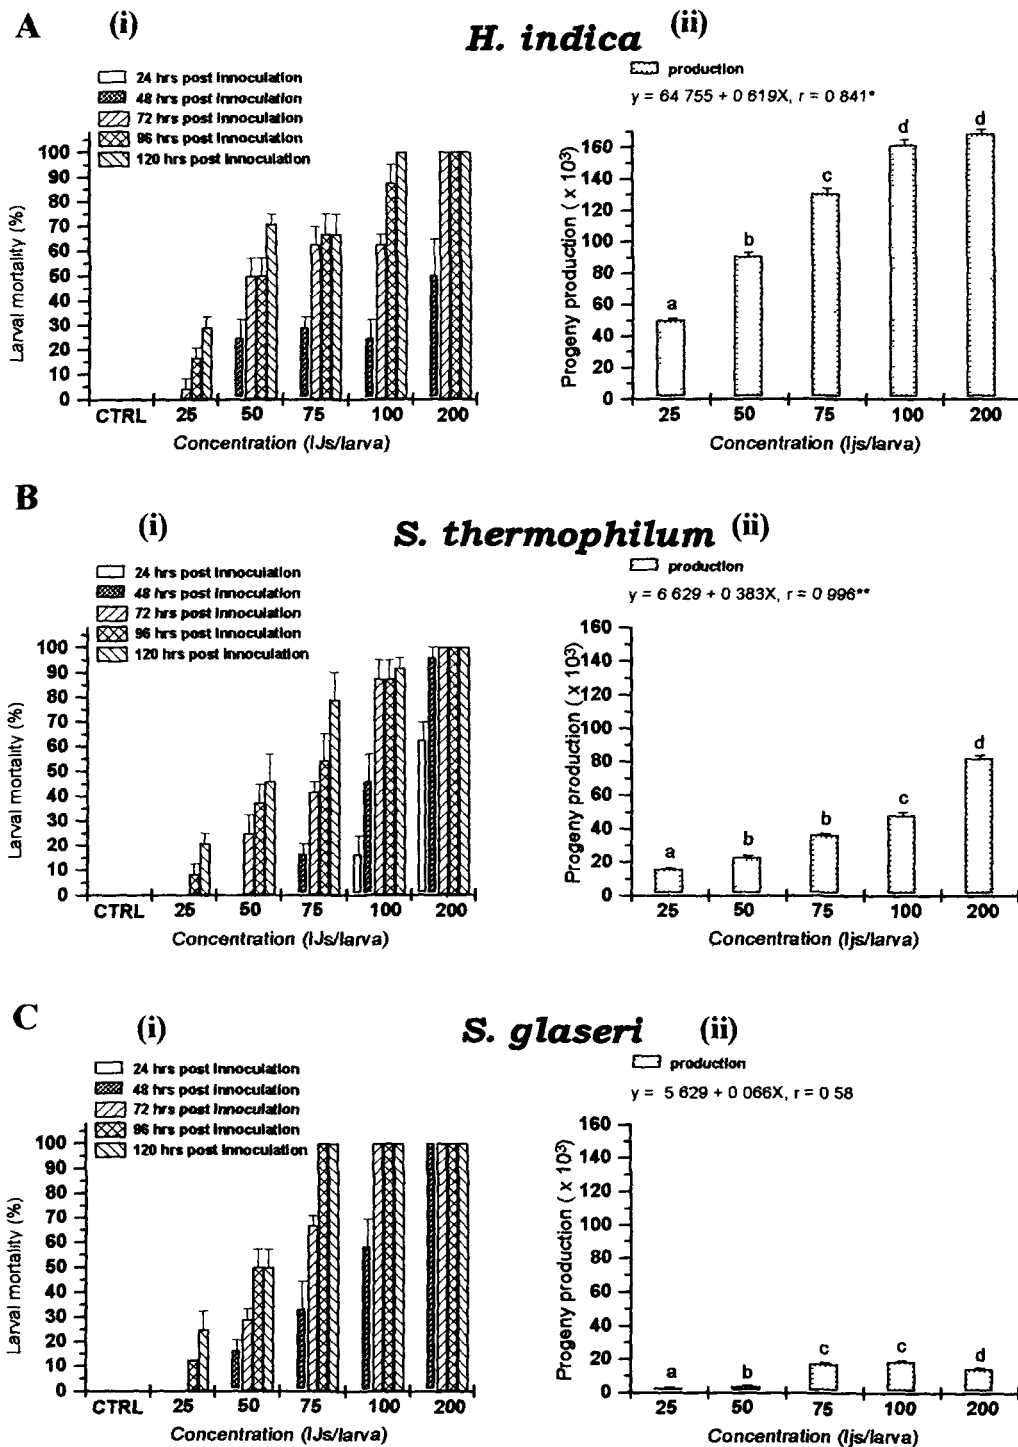 A (i) H. indica (ii)
24 hrs post Innoculation
48 hrs post Innoculation
72 hrs post Innoculation
96 hrs post Innoculation
120 hrs post Innoculation
production
y = 64 755 + 0 619X, r = 0 841*
Larval mortality (%)
100
90
80
70
60
50
40
30
20
10
0
CTRL 25 50 75 100 200
Concentration (IJs/larva)
Progeny production ( x 10³)
160
140
120
100
80
60
40
20
0
a b c d d
25 50 75 100 200
Concentration (Ijs/larva)
B (i) S. thermophilum (ii)
24 hrs post Innoculation
48 hrs post Innoculation
72 hrs post Innoculation
96 hrs post Innoculation
120 hrs post Innoculation
production
y = 6 629 + 0 383X, r = 0 996**
Larval mortality (%)
100
90
80
70
60
50
40
30
20
10
0
CTRL 25 50 75 100 200
Concentration (IJs/larva)
Progeny production ( x 10³)
160
140
120
100
80
60
40
20
0
a b b c d
25 50 75 100 200
Concentration (Ijs/larva)
C (i) S. glaseri (ii)
24 hrs post Innoculation
48 hrs post Innoculation
72 hrs post Innoculation
96 hrs post Innoculation
120 hrs post Innoculation
production
y = 5 629 + 0 066X, r = 0 58
Larval mortality (%)
100
90
80
70
60
50
40
30
20
10
0
CTRL 25 50 75 100 200
Concentration (IJs/larva)
Progeny production ( x 10³)
160
140
120
100
80
60
40
20
0
a b c c d
25 50 75 100 200
Concentration (Ijs/larva)